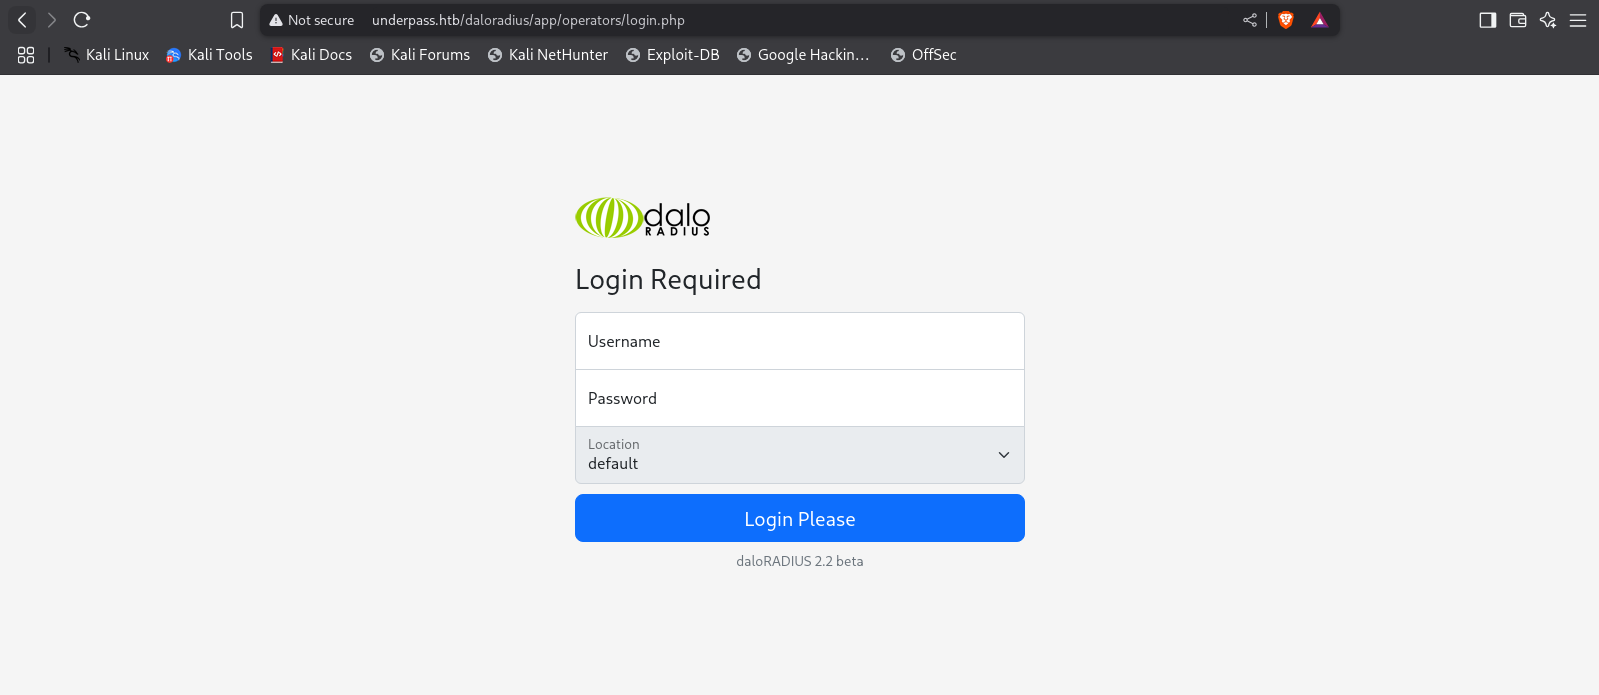 Not secure underpass.htb/daloradius/app/operators/login.php
Kali Linux Kali Tools Kali Docs Kali Forums Kali NetHunter Exploit-DB Google Hackin… OffSec
dalo
RADIUS
Login Required
Username
Password
Location
default
Login Please
daloRADIUS 2.2 beta